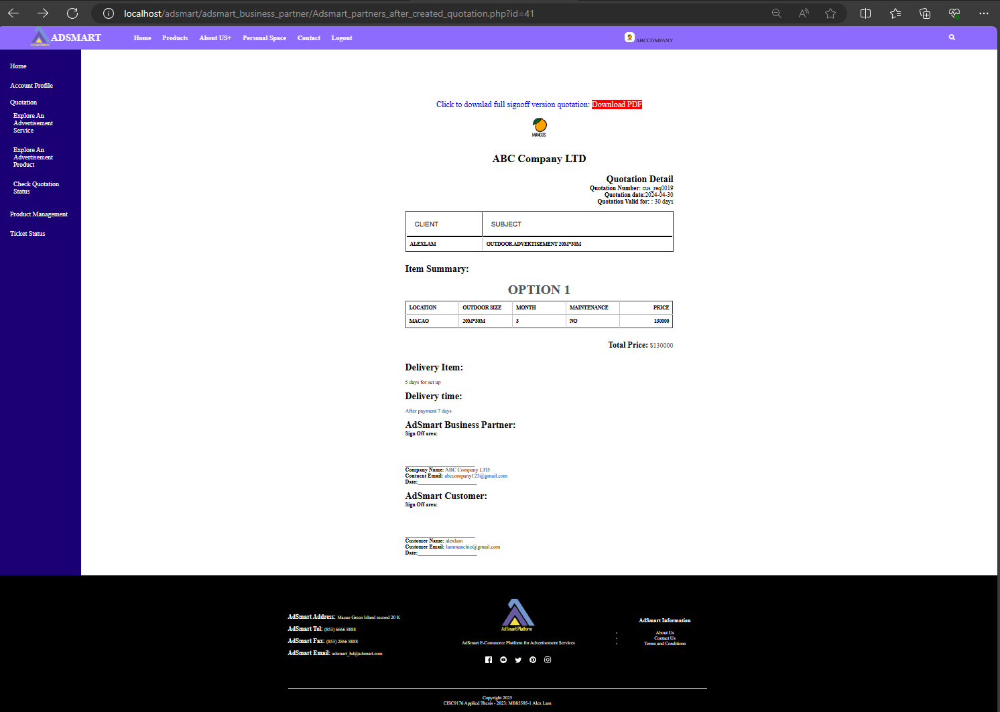 localhost/adsmart/adsmart_business_partner/Adsmart_partners_after_created_quotation.php?id=41
ADSMART
Home Products About US+ Personal Space Contact Logout
ABCCOMPANY
Home
Account Profile
Quotation
Explore An
Advertisement
Service
Explore An
Advertisement
Product
Check Quotation
Status
Product Management
Ticket Status
Click to downlad full signoff version quotation: Download PDF
MANGOS
ABC Company LTD
Quotation Detail
Quotation Number: cus_req0019
Quotation date:2024-04-30
Quotation Valid for: : 30 days
CLIENT SUBJECT
ALEXLAM OUTDOOR ADVERTISEMENT 20M*30M
Item Summary:
OPTION 1
LOCATION OUTDOOR SIZE MONTH MAINTENANCE PRICE
MACAO 20M*30M 3 NO 130000
Total Price: $130000
Delivery Item:
5 days for set up
Delivery time:
After payment 7 days
AdSmart Business Partner:
Sign Off area:
Company Name: ABC Company LTD
Contacnt Email: abccompany123@gmail.com
Date:
AdSmart Customer:
Sign Off area:
Customer Name: alexlam
Customer Email: lammanchio@gmail.com
Date:
AdSmart Address: Macao Green Island second 20 K
AdSmart Tel: (853) 6666 8888
AdSmart Fax: (853) 2866 8888
AdSmart Email: adsmart_hd@adsmart.com
AdSmart Platform
AdSmart E-Commerce Platform for Advertisement Services
AdSmart Information
About Us
Contact Us
Terms and Conditions
Copyright 2023
CISC9176 Applied Thesis - 2023: MB85505-1 Alex Lam